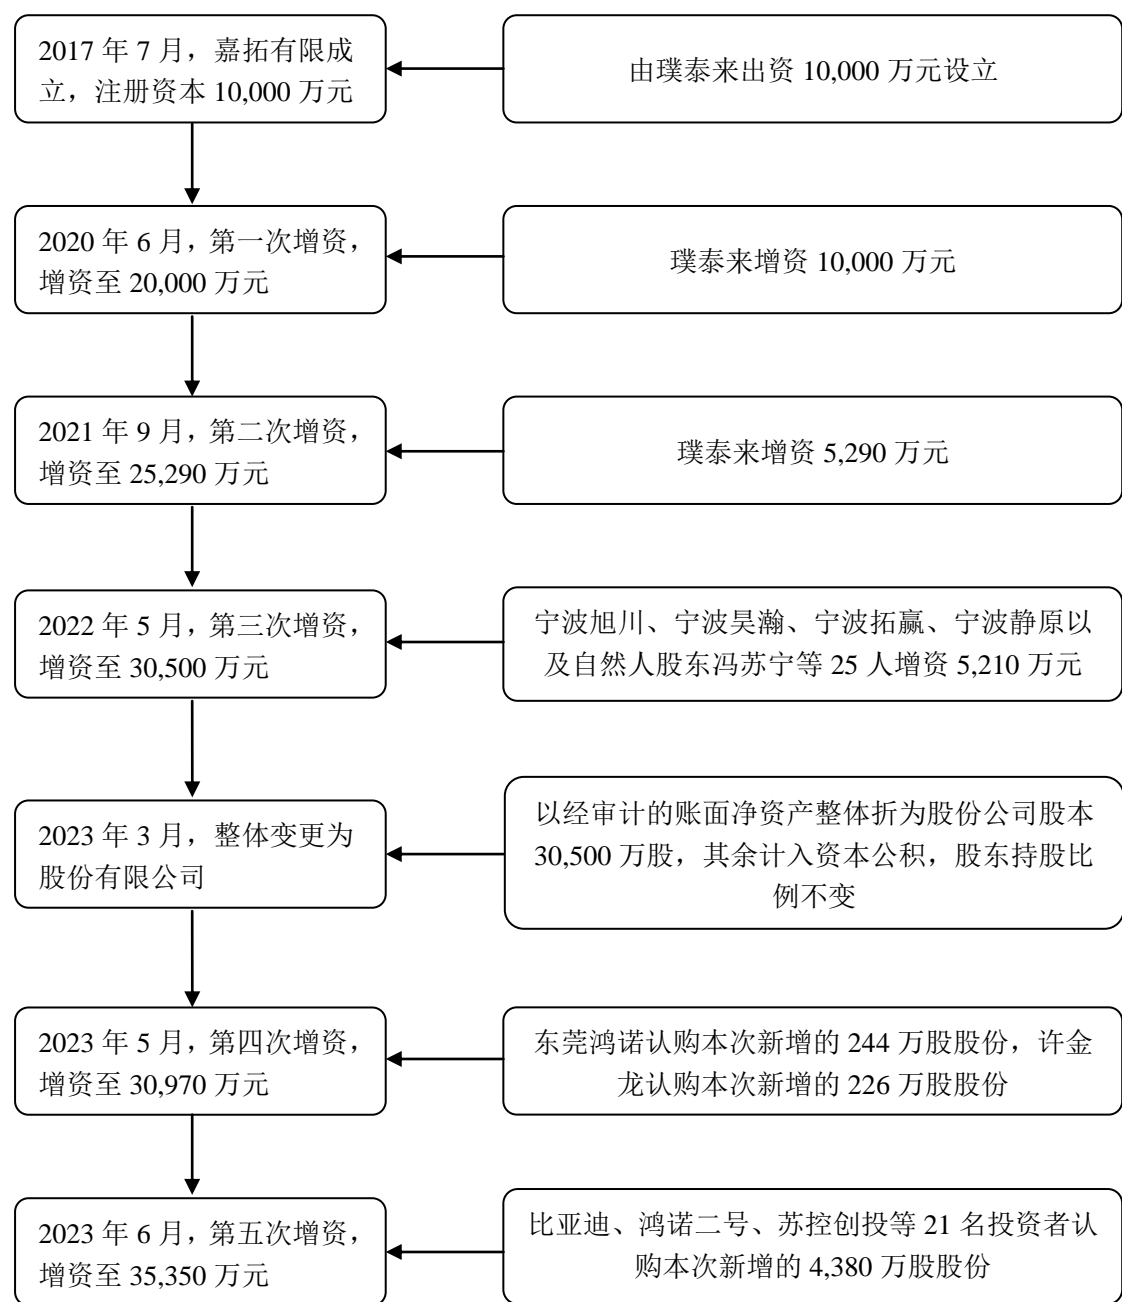 2017 年 7 月，嘉拓有限成
立，注册资本 10,000 万元
由璞泰来出资 10,000 万元设立
2020 年 6 月，第一次增资，
增资至 20,000 万元
璞泰来增资 10,000 万元
2021 年 9 月，第二次增资，
增资至 25,290 万元
璞泰来增资 5,290 万元
2022 年 5 月，第三次增资，
增资至 30,500 万元
宁波旭川、宁波昊瀚、宁波拓赢、宁波静原以
及自然人股东冯苏宁等 25 人增资 5,210 万元
2023 年 3 月，整体变更为
股份有限公司
以经审计的账面净资产整体折为股份公司股本
30,500 万股，其余计入资本公积，股东持股比
例不变
2023 年 5 月，第四次增资，
增资至 30,970 万元
东莞鸿诺认购本次新增的 244 万股股份，许金
龙认购本次新增的 226 万股股份
2023 年 6 月，第五次增资，
增资至 35,350 万元
比亚迪、鸿诺二号、苏控创投等 21 名投资者认
购本次新增的 4,380 万股股份